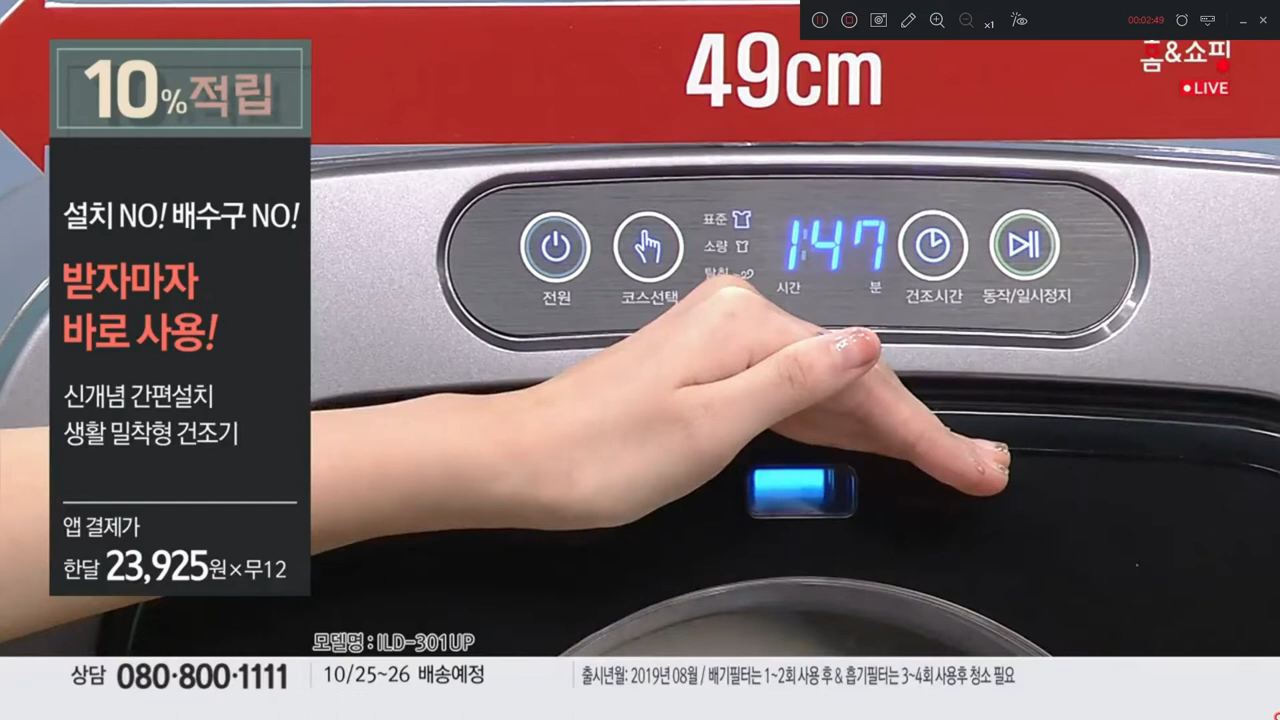 x1
00:02:49
49cm
홈&쇼핑
LIVE
10%적립
설치 NO! 배수구 NO!
받자마자
바로 사용!
신개념 간편설치
생활 밀착형 건조기
앱 결제가
한달 23,925원×무12
표준
소량
탈취
1:47
시간
분
전원
코스선택
건조시간
동작/일시정지
모델명 : ILD-301UP
상담 080·800·1111
10/25~26 배송예정
출시년월: 2019년 08월 / 배기필터는 1~2회 사용 후 & 흡기필터는 3~4회 사용후 청소 필요